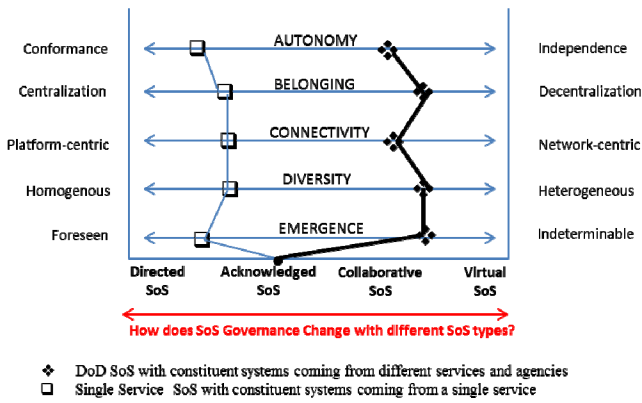 Conformance AUTONOMY Independence
Centralization BELONGING Decentralization
Platform-centric CONNECTIVITY Network-centric
Homogenous DIVERSITY Heterogeneous
Foreseen EMERGENCE Indeterminable
Directed Acknowledged Collaborative Virtual
SoS SoS SoS SoS
How does SoS Governance Change with different SoS types?
DoD SoS with constituent systems coming from different services and agencies
Single Service SoS with constituent systems coming from a single service